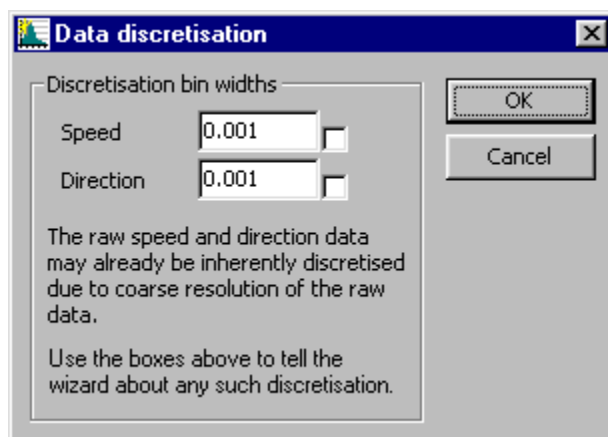 Data discretisation
Discretisation bin widths
Speed 0.001
Direction 0.001
OK
Cancel
The raw speed and direction data
may already be inherently discretised
due to coarse resolution of the raw
data.
Use the boxes above to tell the
wizard about any such discretisation.